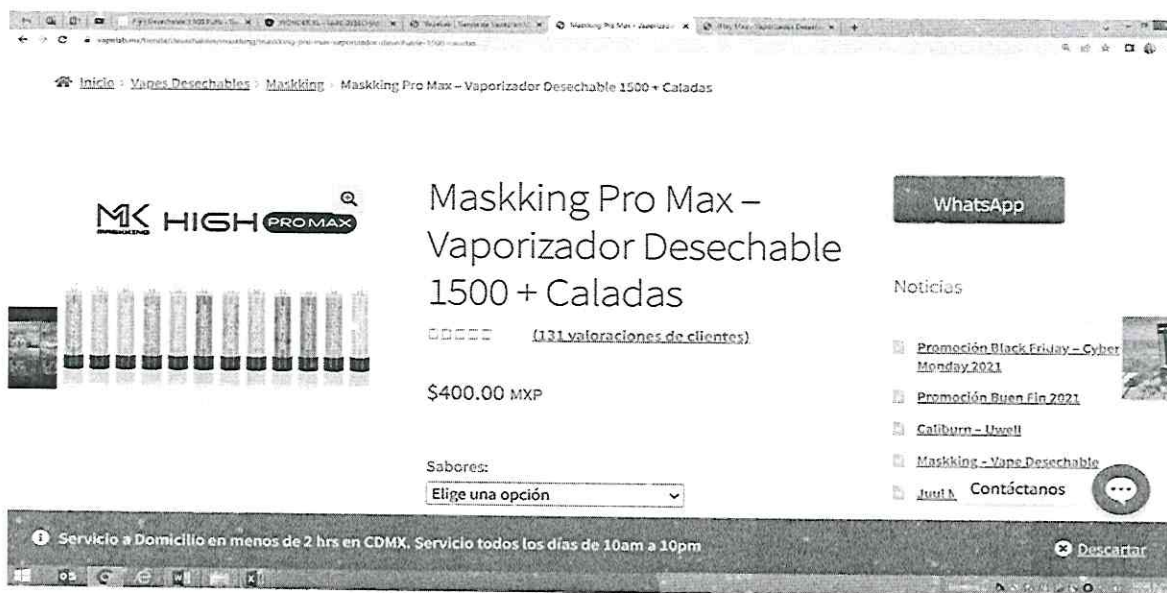 Inicio › Vapes Desechables › Maskking › Maskking Pro Max – Vaporizador Desechable 1500 + Caladas
MK HIGH PRO MAX
MASKKING
Maskking Pro Max –
Vaporizador Desechable
1500 + Caladas
(131 valoraciones de clientes)
$400.00 MXP
Sabores:
Elige una opción
WhatsApp
Noticias
Promoción Black Friday – Cyber
Monday 2021
Promoción Buen Fin 2021
Caliburn – Uwell
Maskking – Vape Desechable
Juul
Contáctanos
Servicio a Domicilio en menos de 2 hrs en CDMX. Servicio todos los días de 10am a 10pm
Descartar